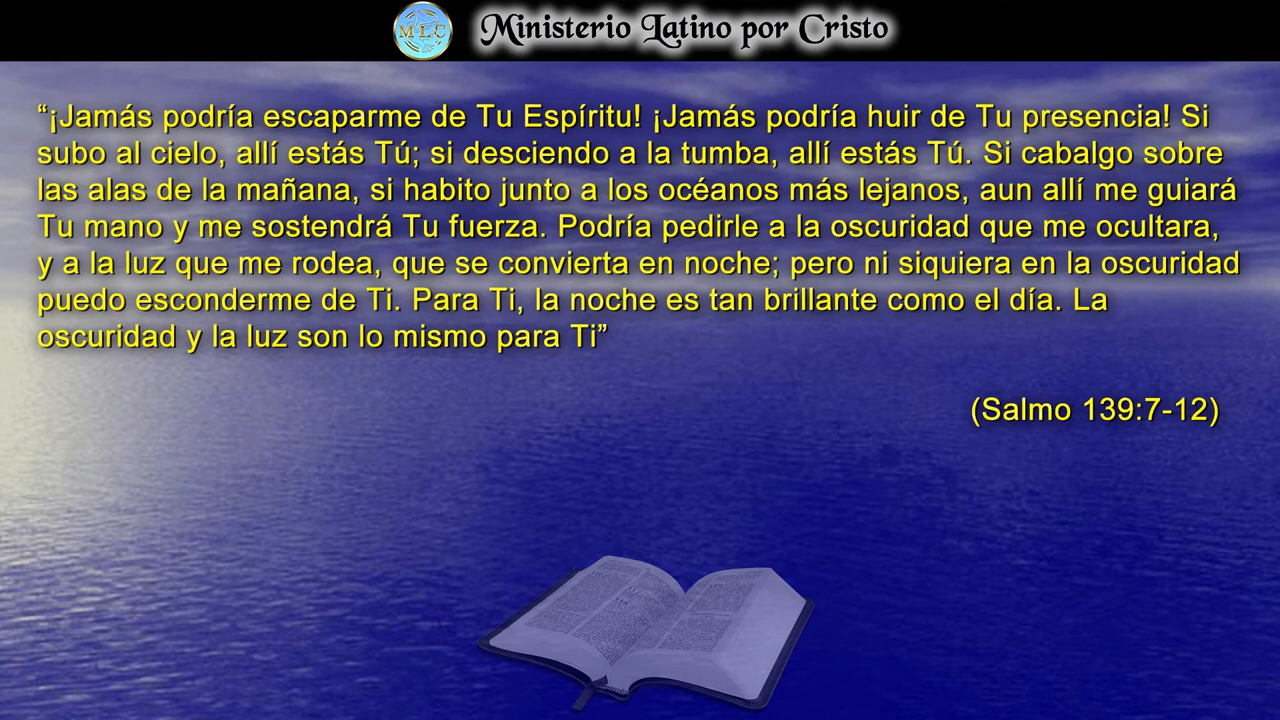 MLC
Ministerio Latino por Cristo
“¡Jamás podría escaparme de Tu Espíritu! ¡Jamás podría huir de Tu presencia! Si
subo al cielo, allí estás Tú; si desciendo a la tumba, allí estás Tú. Si cabalgo sobre
las alas de la mañana, si habito junto a los océanos más lejanos, aun allí me guiará
Tu mano y me sostendrá Tu fuerza. Podría pedirle a la oscuridad que me ocultara,
y a la luz que me rodea, que se convierta en noche; pero ni siquiera en la oscuridad
puedo esconderme de Ti. Para Ti, la noche es tan brillante como el día. La
oscuridad y la luz son lo mismo para Ti”
(Salmo 139:7-12)